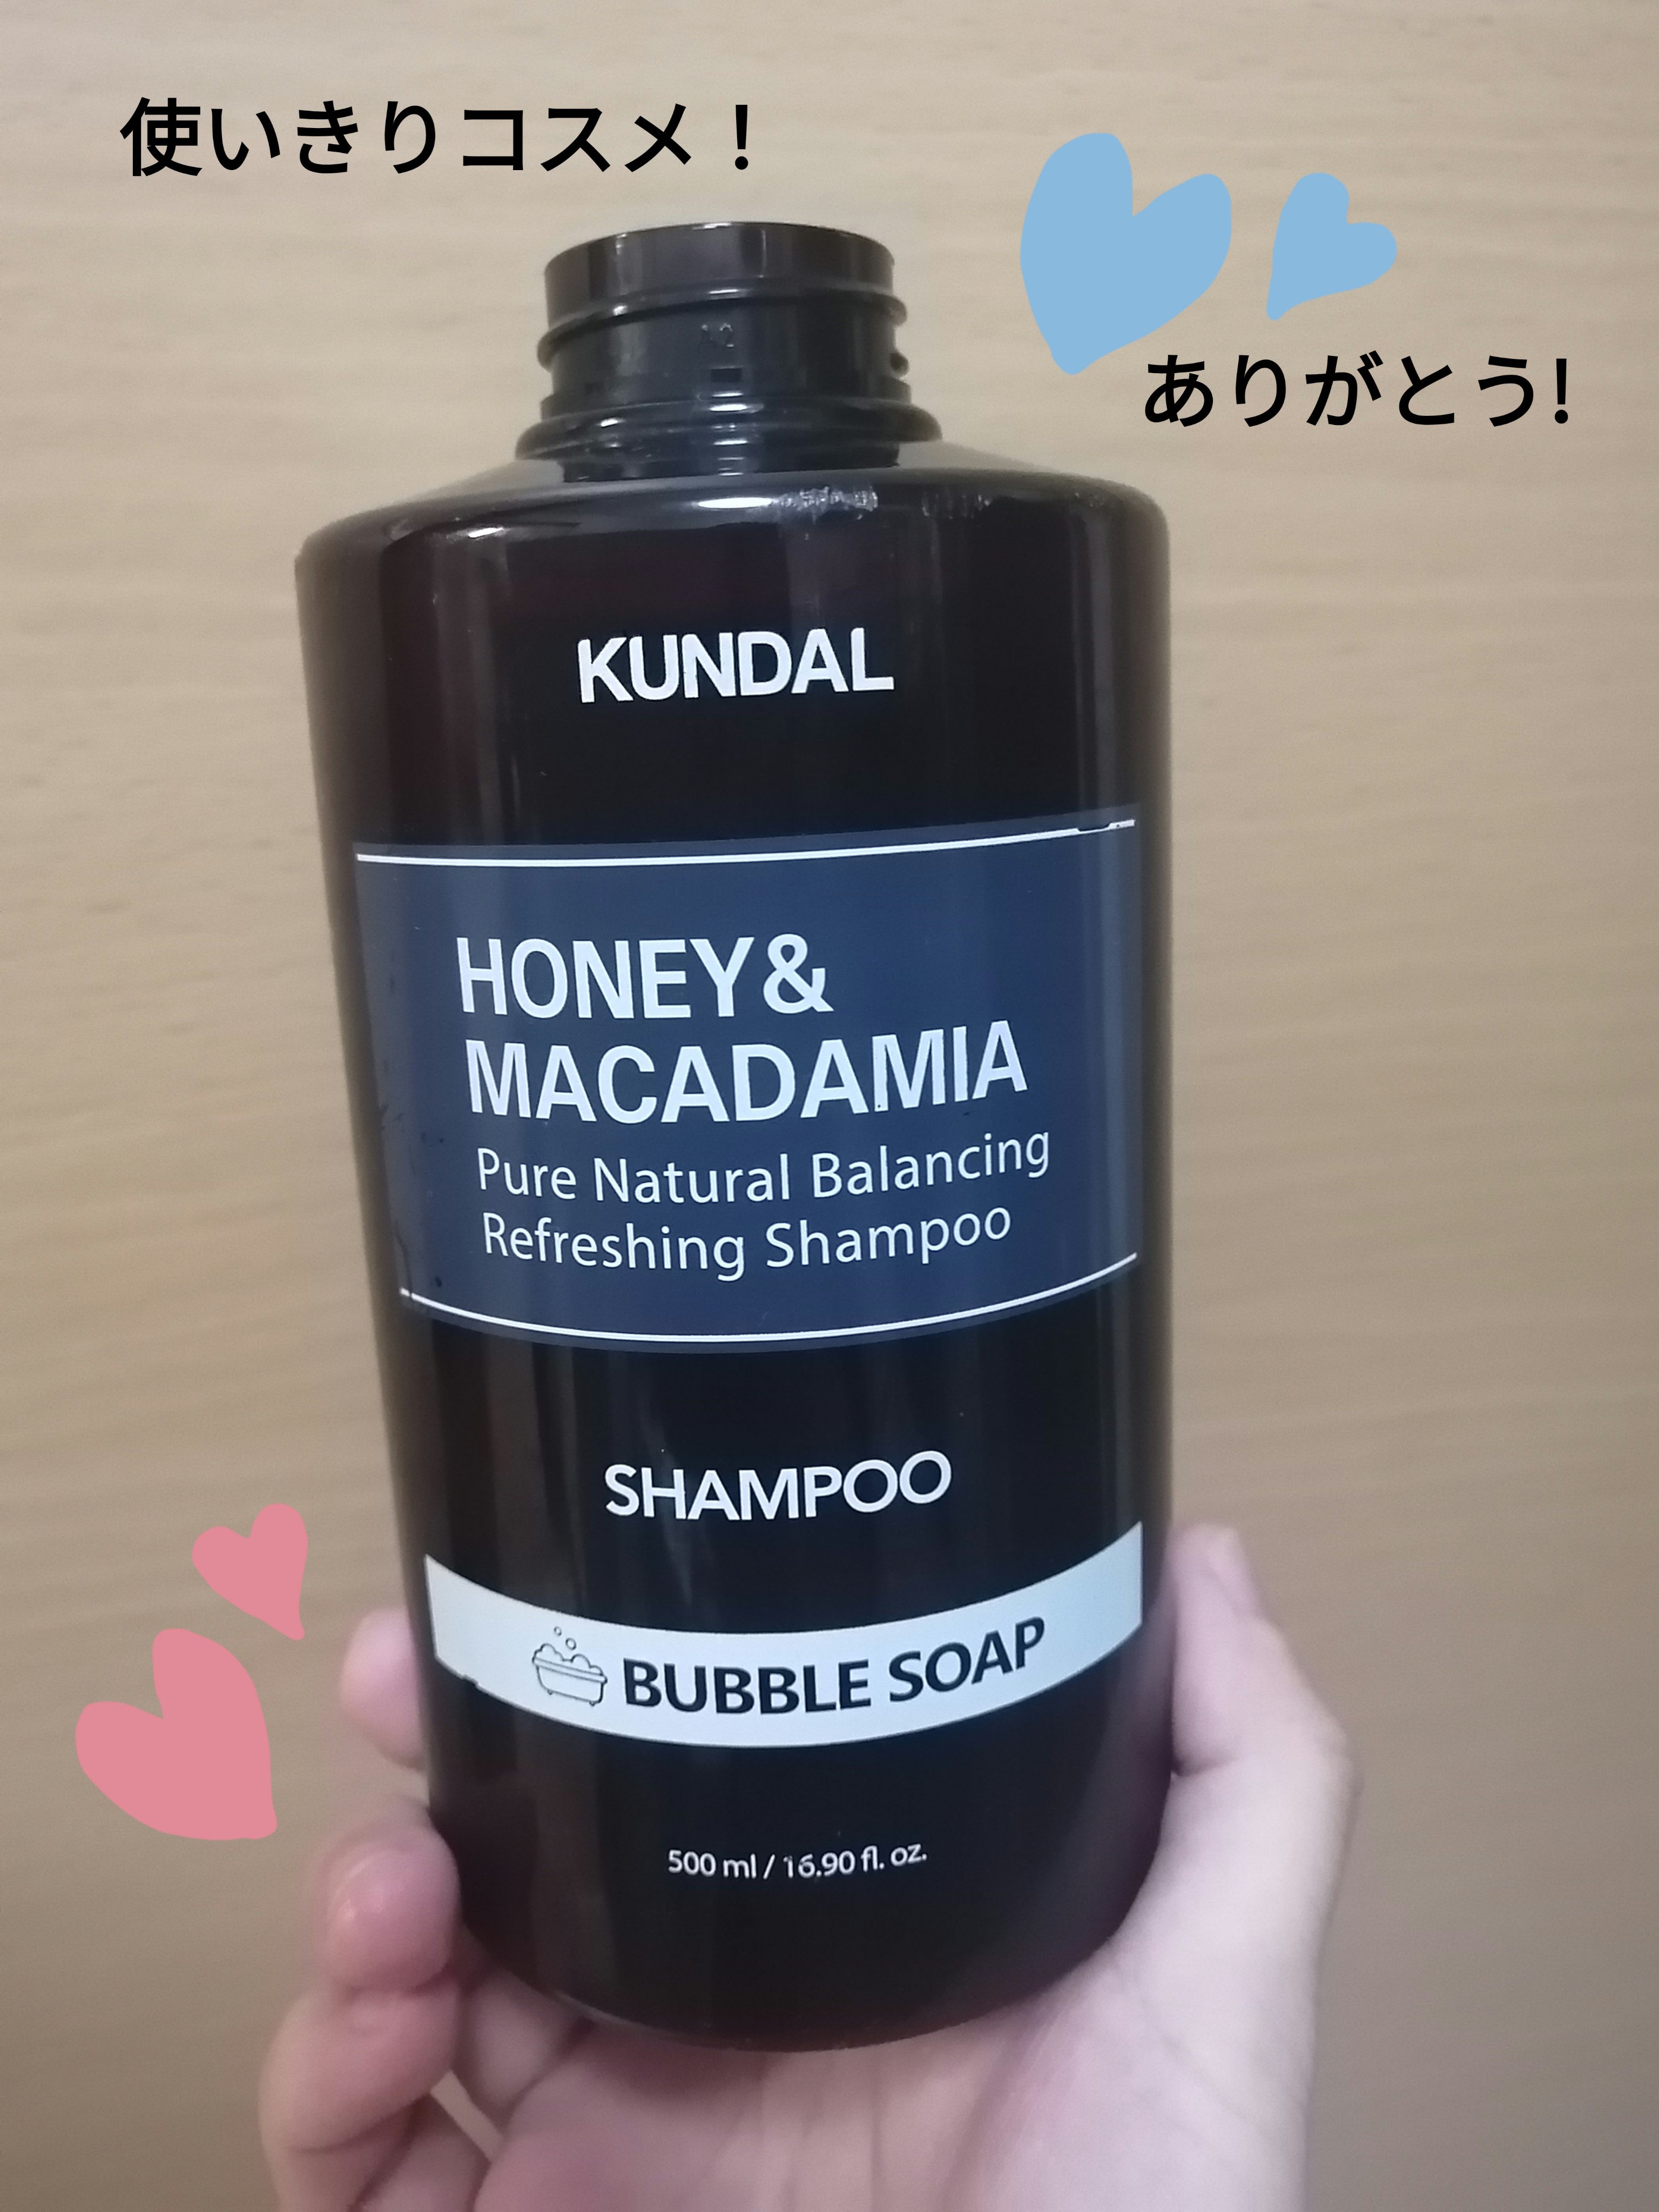 使いきりコスメ！
ありがとう!
A2
KUNDAL
HONEY&
MACADAMIA
Pure Natural Balancing
Refreshing Shampoo
SHAMPOO
BUBBLE SOAP
500 ml / 16.90 fl. oz.